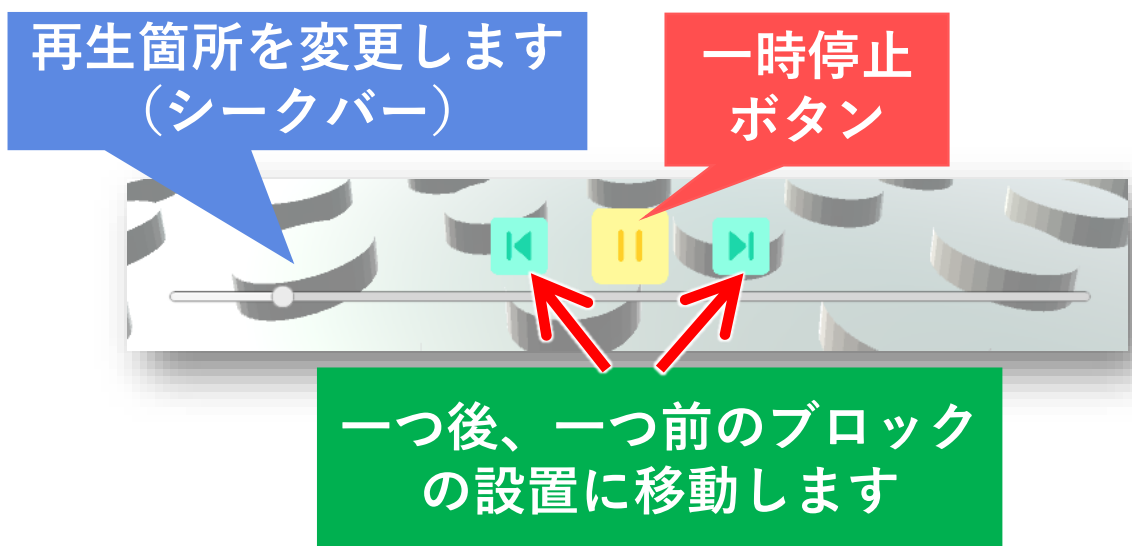 再生箇所を変更します
（シークバー）
一時停止
ボタン
一つ後、一つ前のブロック
の設置に移動します